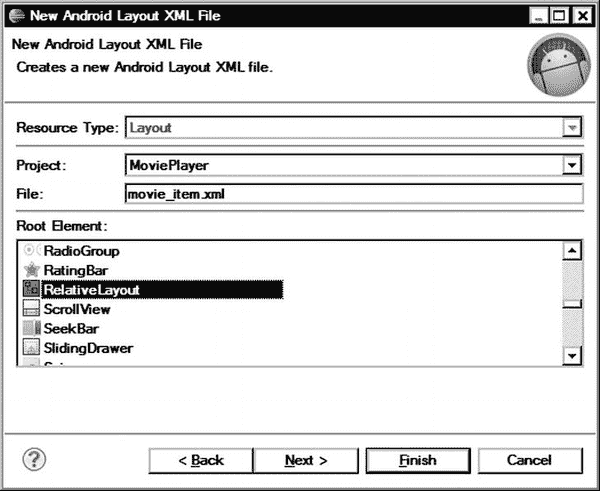 New Android Layout XML File
New Android Layout XML File
Creates a new Android Layout XML file.
Resource Type: Layout
Project: MoviePlayer
File: movie_item.xml
Root Element:
RadioGroup
RatingBar
RelativeLayout
ScrollView
SeekBar
SlidingDrawer
?
< Back Next > Finish Cancel